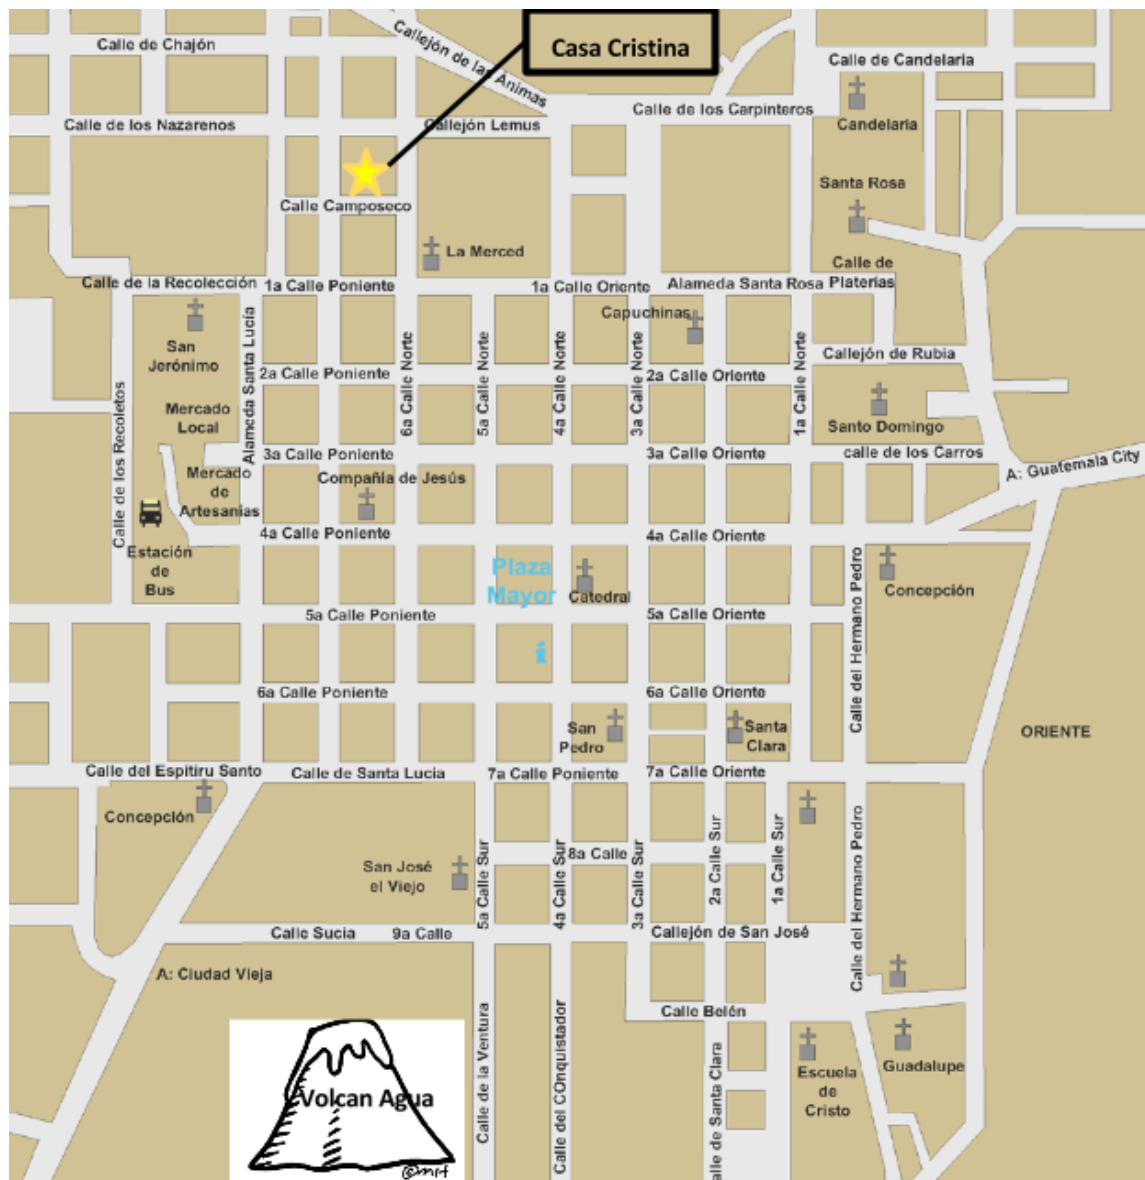 Casa Cristina
Calle de Chajón
Callejón de las Animas
Calle de Candelaria
Calle de los Carpinteros
Calle de los Nazarenos
Callejón Lemus
Candelaria
Santa Rosa
Calle Camposeco
La Merced
Calle de
Platerías
Calle de la Recolección
1a Calle Poniente
1a Calle Oriente
Alameda Santa Rosa
Capuchinas
San
Jerónimo
Alameda Santa Lucía
6a Calle Norte
5a Calle Norte
4a Calle Norte
3a Calle Norte
1a Calle Norte
Callejón de Rubia
2a Calle Poniente
2a Calle Oriente
Mercado
Local
Santo Domingo
Calle de los Recoletos
3a Calle Poniente
3a Calle Oriente
calle de los Carros
A: Guatemala City
Mercado
de
Artesanias
Compañía de Jesús
4a Calle Poniente
4a Calle Oriente
Estación
de
Bus
Plaza
Mayor
Catedral
Concepción
5a Calle Poniente
5a Calle Oriente
Calle del Hermano Pedro
i
6a Calle Poniente
6a Calle Oriente
San
Pedro
Santa
Clara
ORIENTE
Calle del Espitiru Santo
Calle de Santa Lucia
7a Calle Poniente
7a Calle Oriente
Concepción
San José
el Viejo
8a Calle
5a Calle Sur
4a Calle Sur
3a Calle Sur
2a Calle Sur
1a Calle Sur
Calle del Hermano Pedro
Calle Sucia
9a Calle
Callejón de San José
A: Ciudad Vieja
Calle Belén
Calle de la Ventura
Calle del COnquistador
alle de Santa Clara
Escuela
de
Cristo
Guadalupe
Volcan Agua
©mrt